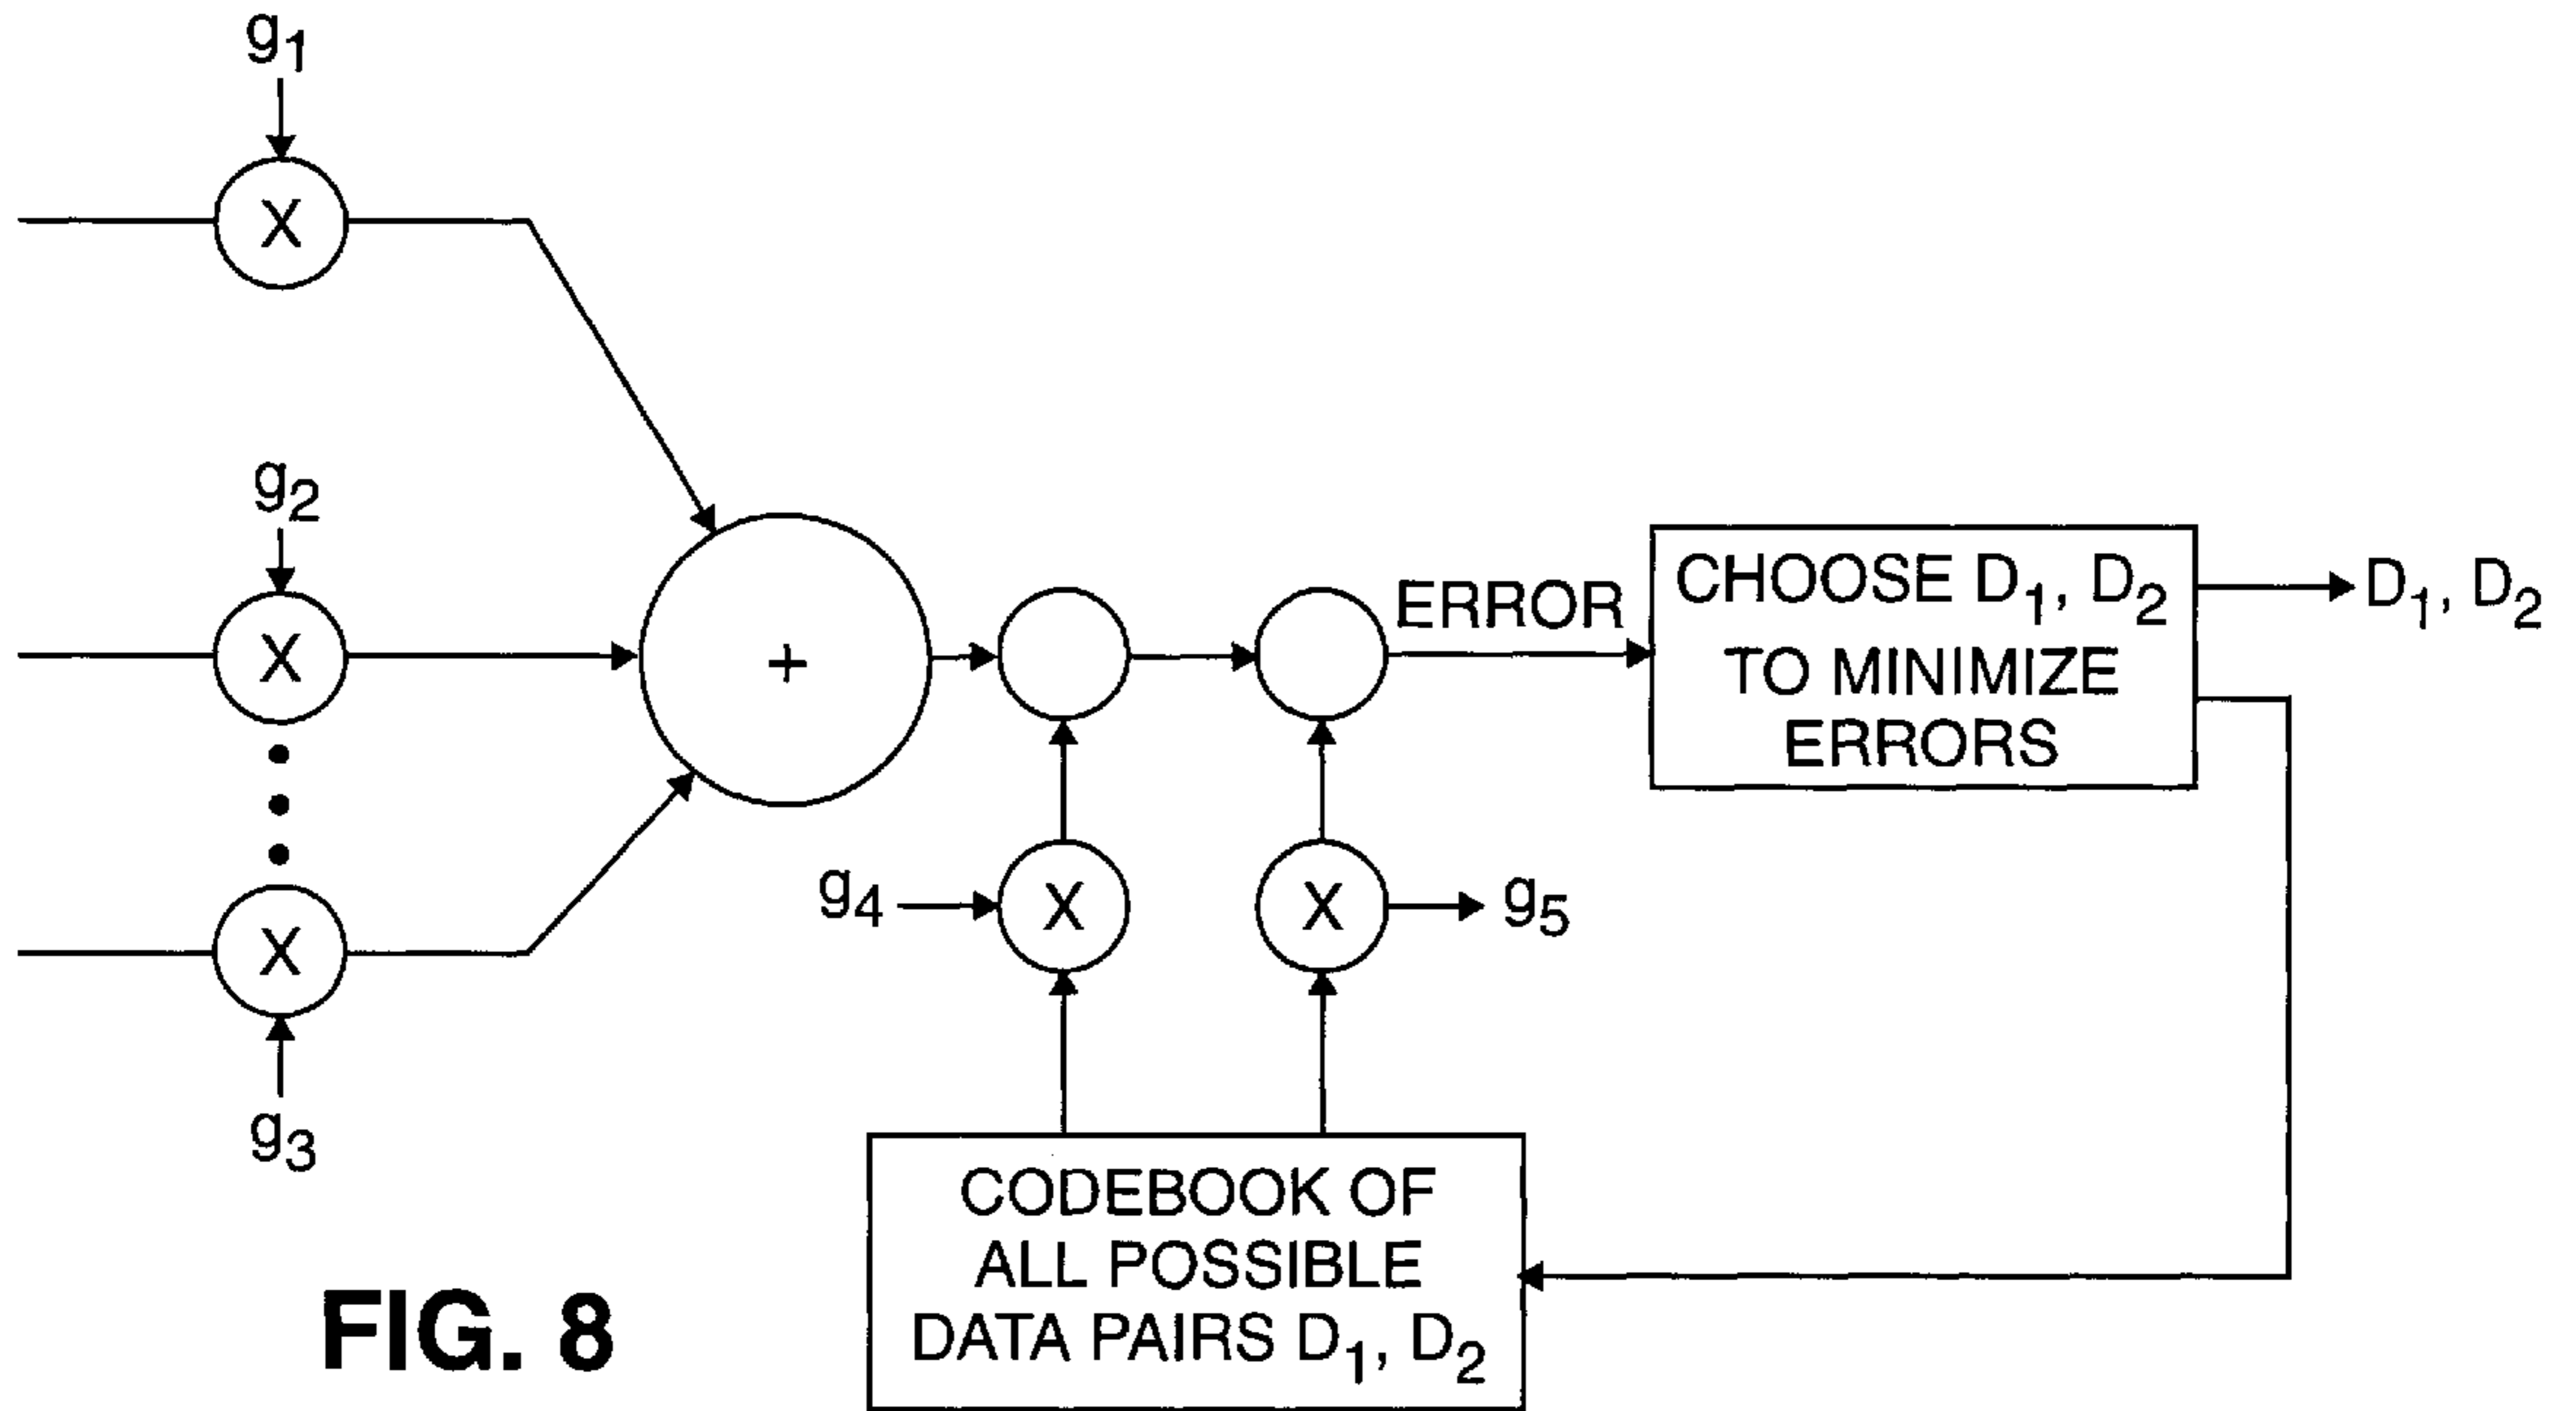 g1
X
g2
X
+
ERROR
CHOOSE D1, D2
TO MINIMIZE
ERRORS
D1, D2
g4
X
X
g5
X
g3
CODEBOOK OF
ALL POSSIBLE
DATA PAIRS D1, D2
FIG. 8